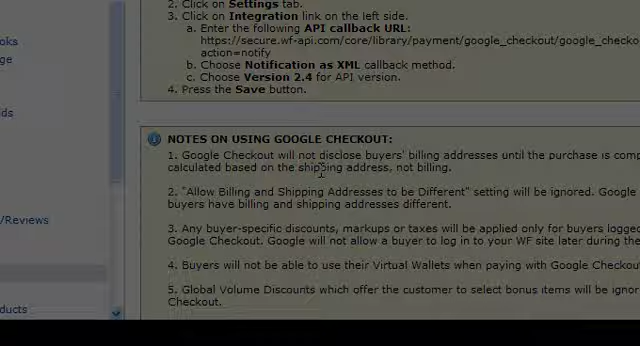 2. Click on Settings tab.
3. Click on Integration link on the left side.
a. Enter the following API callback URL:
https://secure.wf-api.com/core/library/payment/google_checkout/google_checko
action=notify
b. Choose Notification as XML callback method.
c. Choose Version 2.4 for API version.
4. Press the Save button.
oks
ge
ds
/Reviews
ducts
NOTES ON USING GOOGLE CHECKOUT:
1. Google Checkout will not disclose buyers' billing addresses until the purchase is comp
calculated based on the shipping address, not billing.
2. "Allow Billing and Shipping Addresses to be Different" setting will be ignored. Google
buyers have billing and shipping addresses different.
3. Any buyer-specific discounts, markups or taxes will be applied only for buyers logged
Google Checkout. Google will not allow a buyer to log in to your WF site later during the
4. Buyers will not be able to use their Virtual Wallets when paying with Google Checkou
5. Global Volume Discounts which offer the customer to select bonus items will be ignor
Checkout.